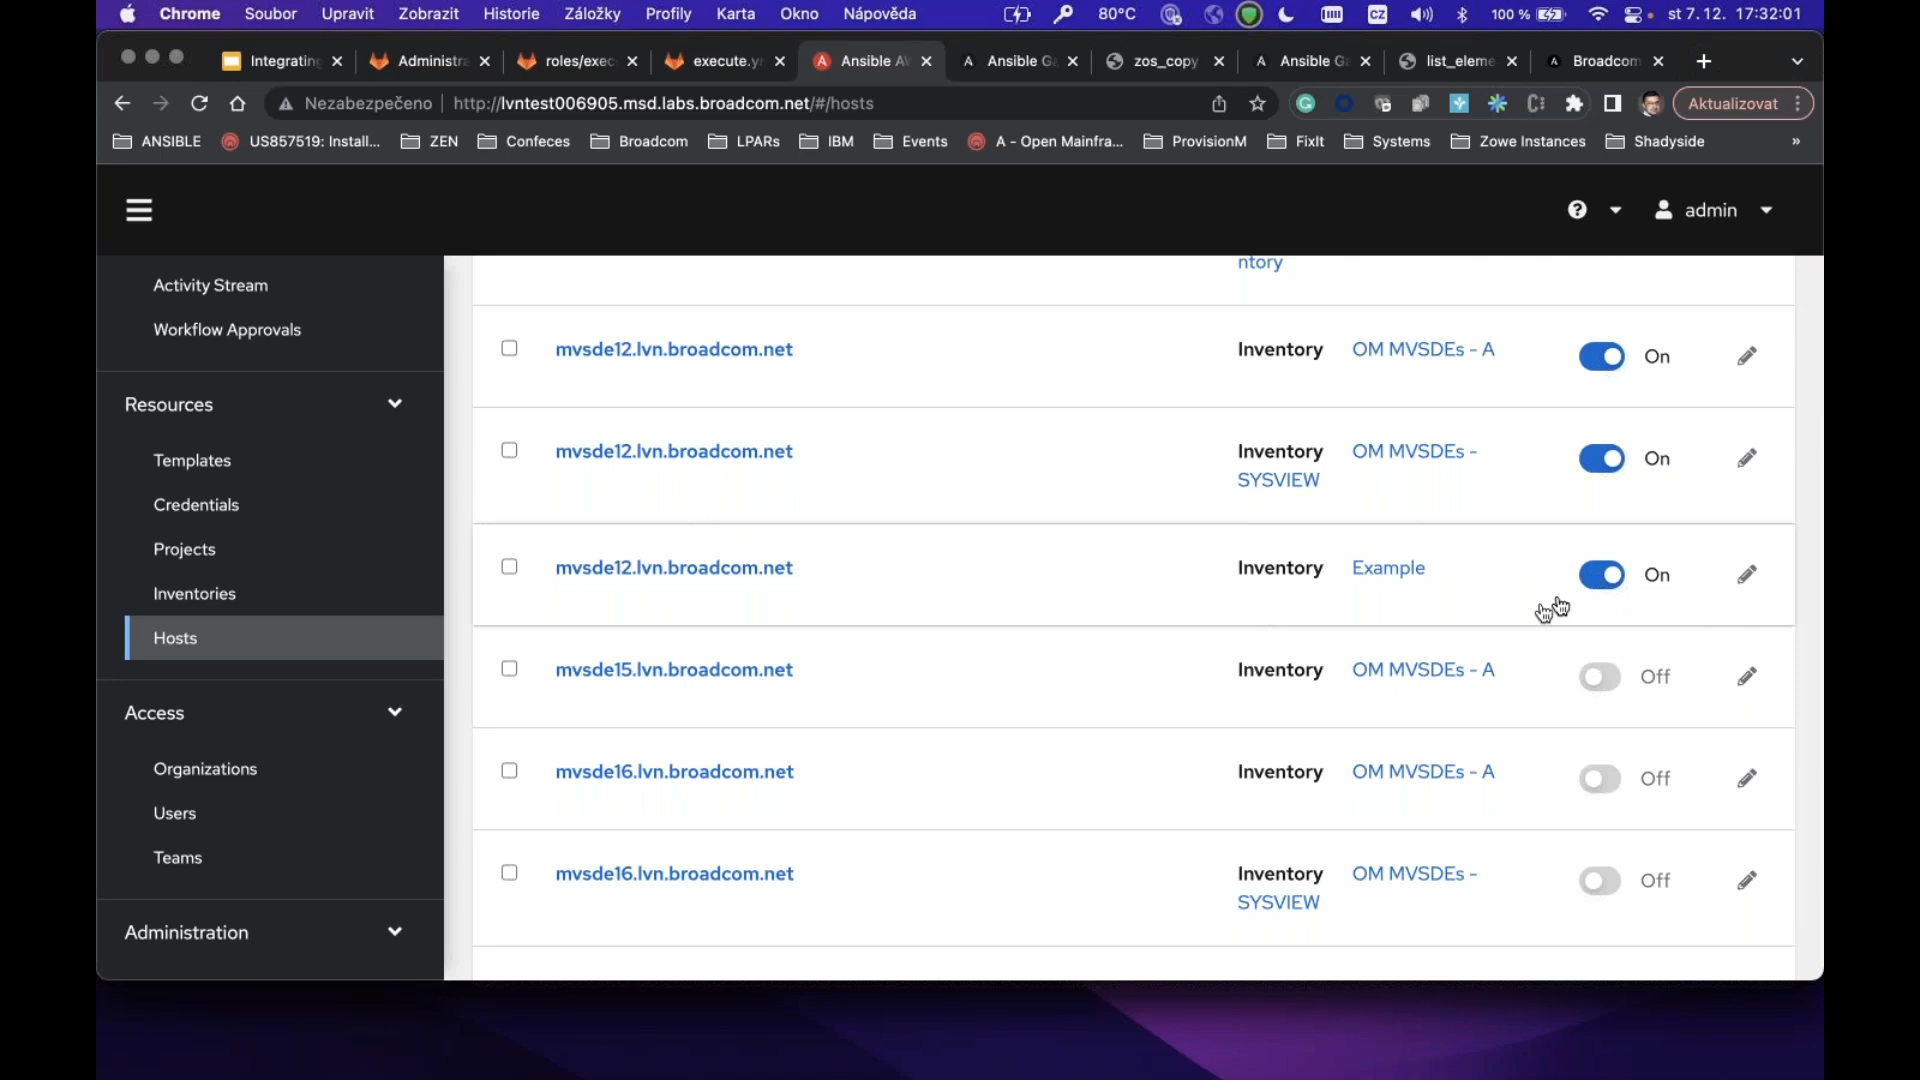 Chrome Soubor Upravit Zobrazit Historie Záložky Profily Karta Okno Nápověda 80°C CZ 100 % st 7. 12. 17:32:01
Integrating Administra roles/exec execute.y Ansible A Ansible G zos_copy Ansible G list_eleme Broadcom
Nezabezpečeno http://lvntest006905.msd.labs.broadcom.net/#/hosts Aktualizovat
ANSIBLE US857519: Install... ZEN Confeces Broadcom LPARs IBM Events A - Open Mainfra... ProvisionM FixIt Systems Zowe Instances Shadyside »
admin
Activity Stream
Workflow Approvals
Resources
Templates
Credentials
Projects
Inventories
Hosts
Access
Organizations
Users
Teams
Administration
ntory
mvsde12.lvn.broadcom.net Inventory OM MVSDEs - A On
mvsde12.lvn.broadcom.net Inventory OM MVSDEs - On
SYSVIEW
mvsde12.lvn.broadcom.net Inventory Example On
mvsde15.lvn.broadcom.net Inventory OM MVSDEs - A Off
mvsde16.lvn.broadcom.net Inventory OM MVSDEs - A Off
mvsde16.lvn.broadcom.net Inventory OM MVSDEs - Off
SYSVIEW